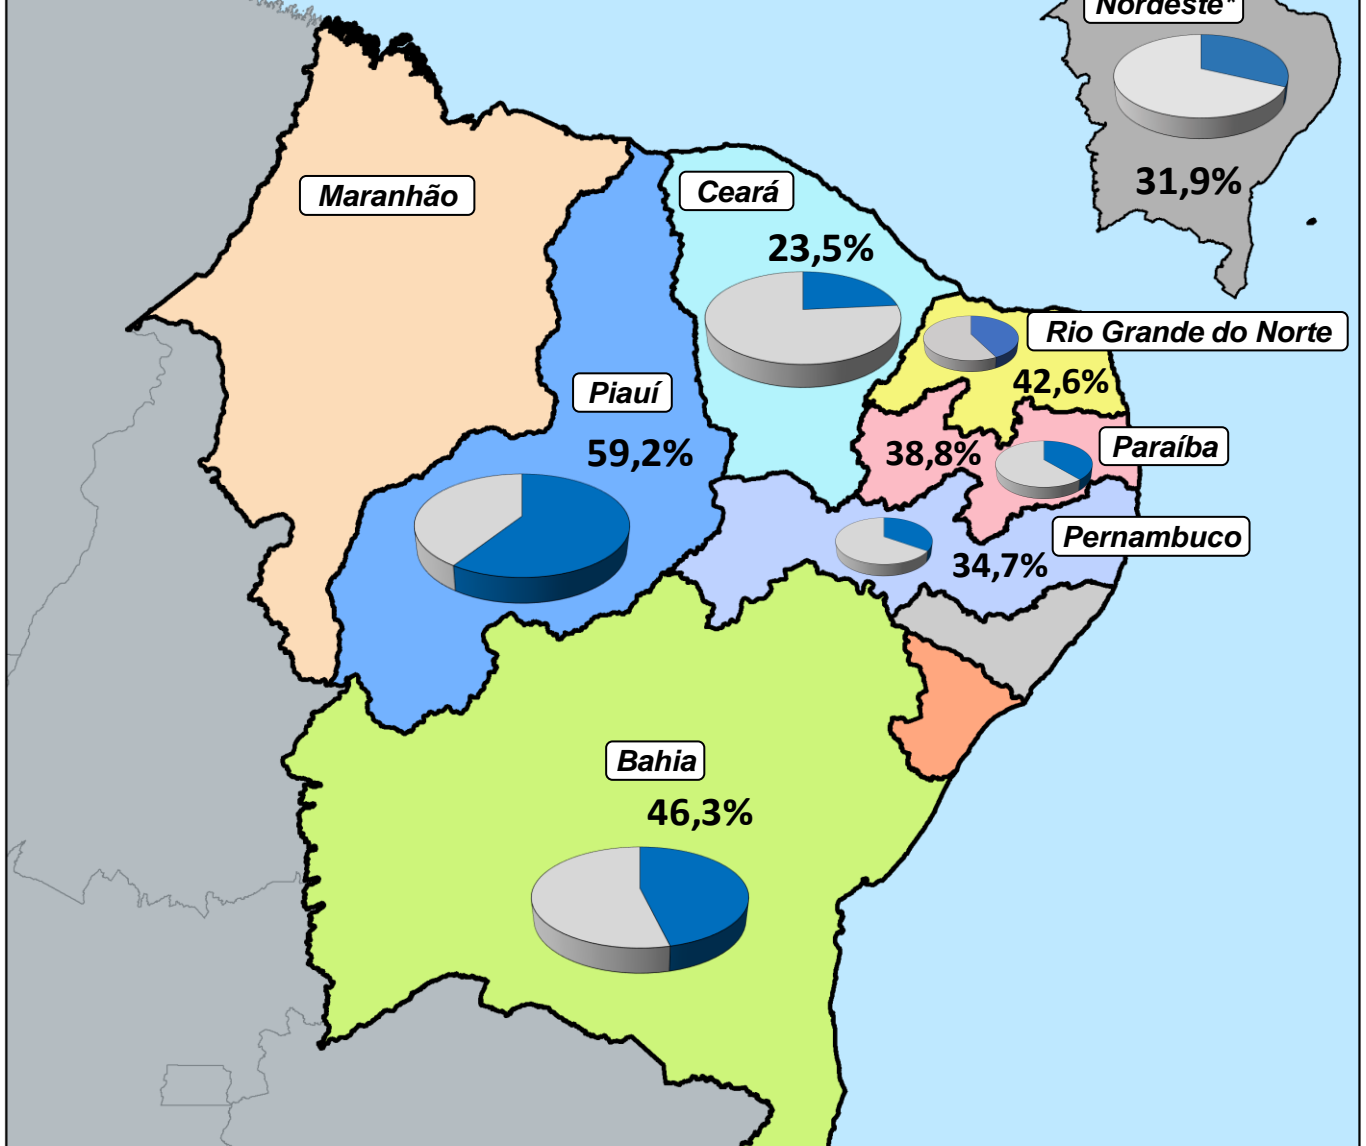 Nordeste*
31,9%
Maranhão
Ceará
23,5%
Rio Grande do Norte
42,6%
Piauí
59,2%
38,8%
Paraíba
Pernambuco
34,7%
Bahia
46,3%